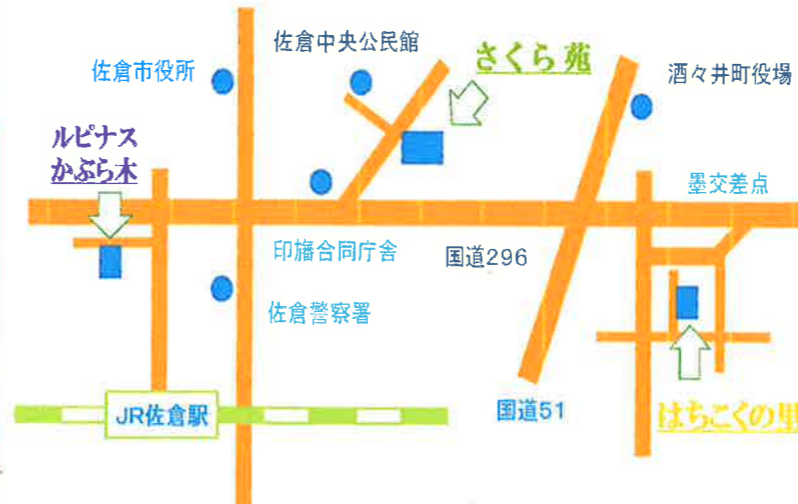 佐倉中央公民館
さくら苑
佐倉市役所
酒々井町役場
ルピナス
かぶら木
墨交差点
印旛合同庁舎
国道296
佐倉警察署
JR佐倉駅
国道51
はちこくの里